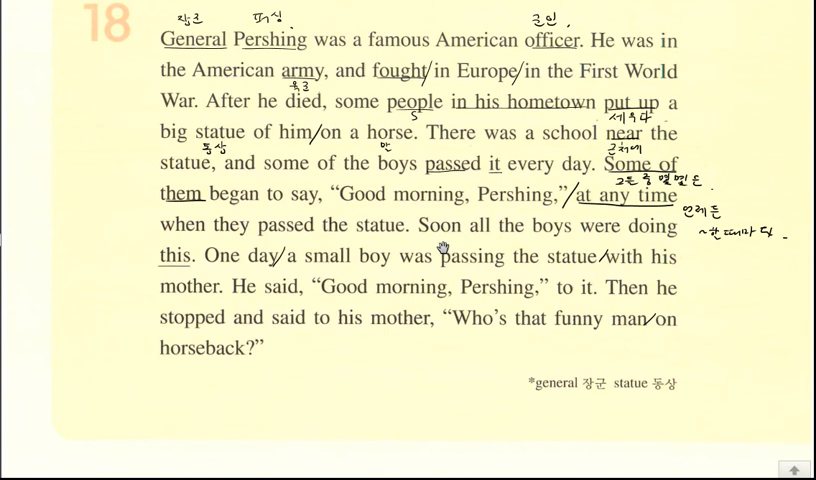 18
장군 퍼싱 군인.
General Pershing was a famous American officer. He was in
the American army, and fought/in Europe/in the First World
육군
War. After he died, some people in his hometown put up a
S 세우다.
big statue of him/on a horse. There was a school near the
동상 근처에
statue, and some of the boys passed it every day. Some of
그들 중 몇몇은.
them began to say, “Good morning, Pershing,”/at any time
언제든
when they passed the statue. Soon all the boys were doing
~할때마다.
this. One day/a small boy was passing the statue/with his
mother. He said, “Good morning, Pershing,” to it. Then he
stopped and said to his mother, “Who’s that funny man/on
horseback?”
*general 장군 statue 동상